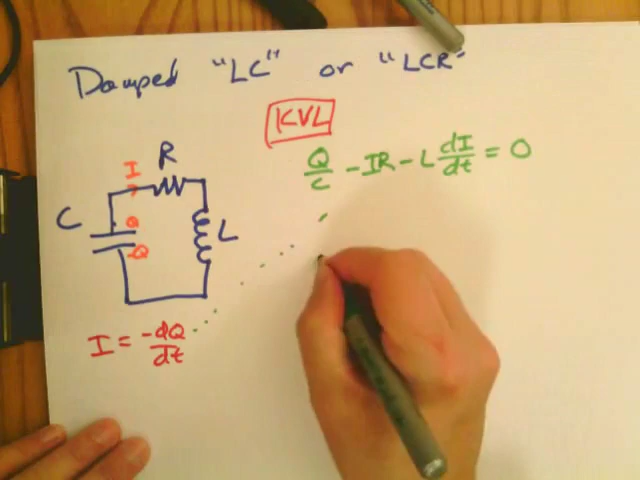 Damped "LC" or "LCR"
KVL
Q/C - IR - L dI/dt = 0
I
R
C
Q
-Q
L
I = -dQ/dt